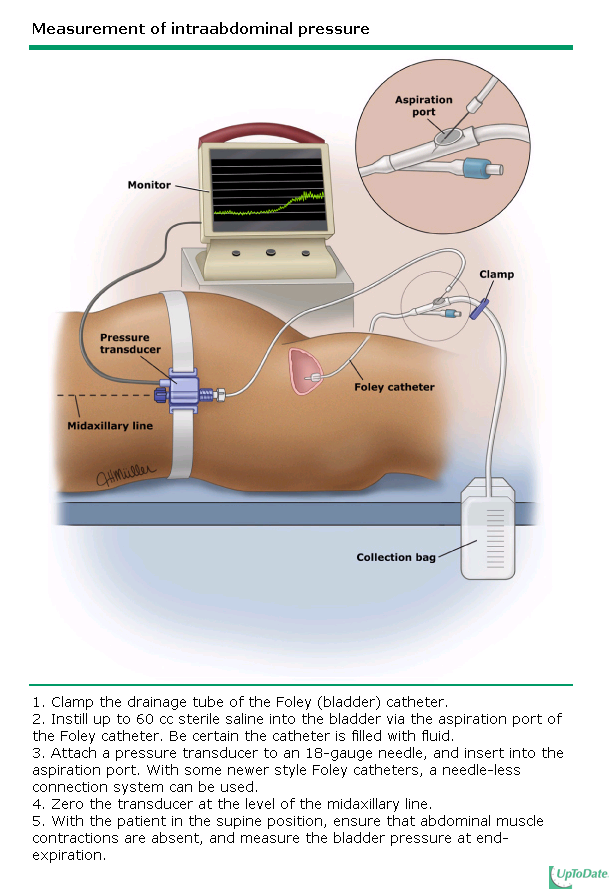 Measurement of intraabdominal pressure
Aspiration
port
Monitor
Clamp
Pressure
transducer
Foley catheter
Midaxillary line
JHMüller
Collection bag
1. Clamp the drainage tube of the Foley (bladder) catheter.
2. Instill up to 60 cc sterile saline into the bladder via the aspiration port of
the Foley catheter. Be certain the catheter is filled with fluid.
3. Attach a pressure transducer to an 18-gauge needle, and insert into the
aspiration port. With some newer style Foley catheters, a needle-less
connection system can be used.
4. Zero the transducer at the level of the midaxillary line.
5. With the patient in the supine position, ensure that abdominal muscle
contractions are absent, and measure the bladder pressure at end-
expiration.
UpToDate